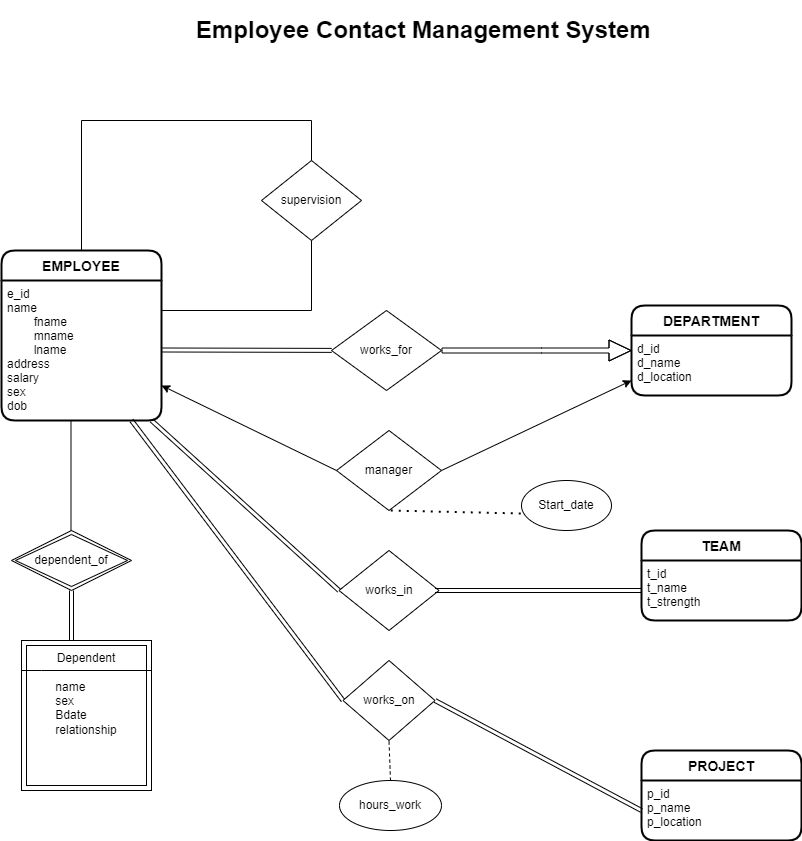 Employee Contact Management System
supervision
EMPLOYEE
e_id
name
fname
mname
lname
address
salary
sex
dob
works_for
DEPARTMENT
d_id
d_name
d_location
manager
Start_date
dependent_of
works_in
TEAM
t_id
t_name
t_strength
Dependent
name
sex
Bdate
relationship
works_on
hours_work
PROJECT
p_id
p_name
p_location